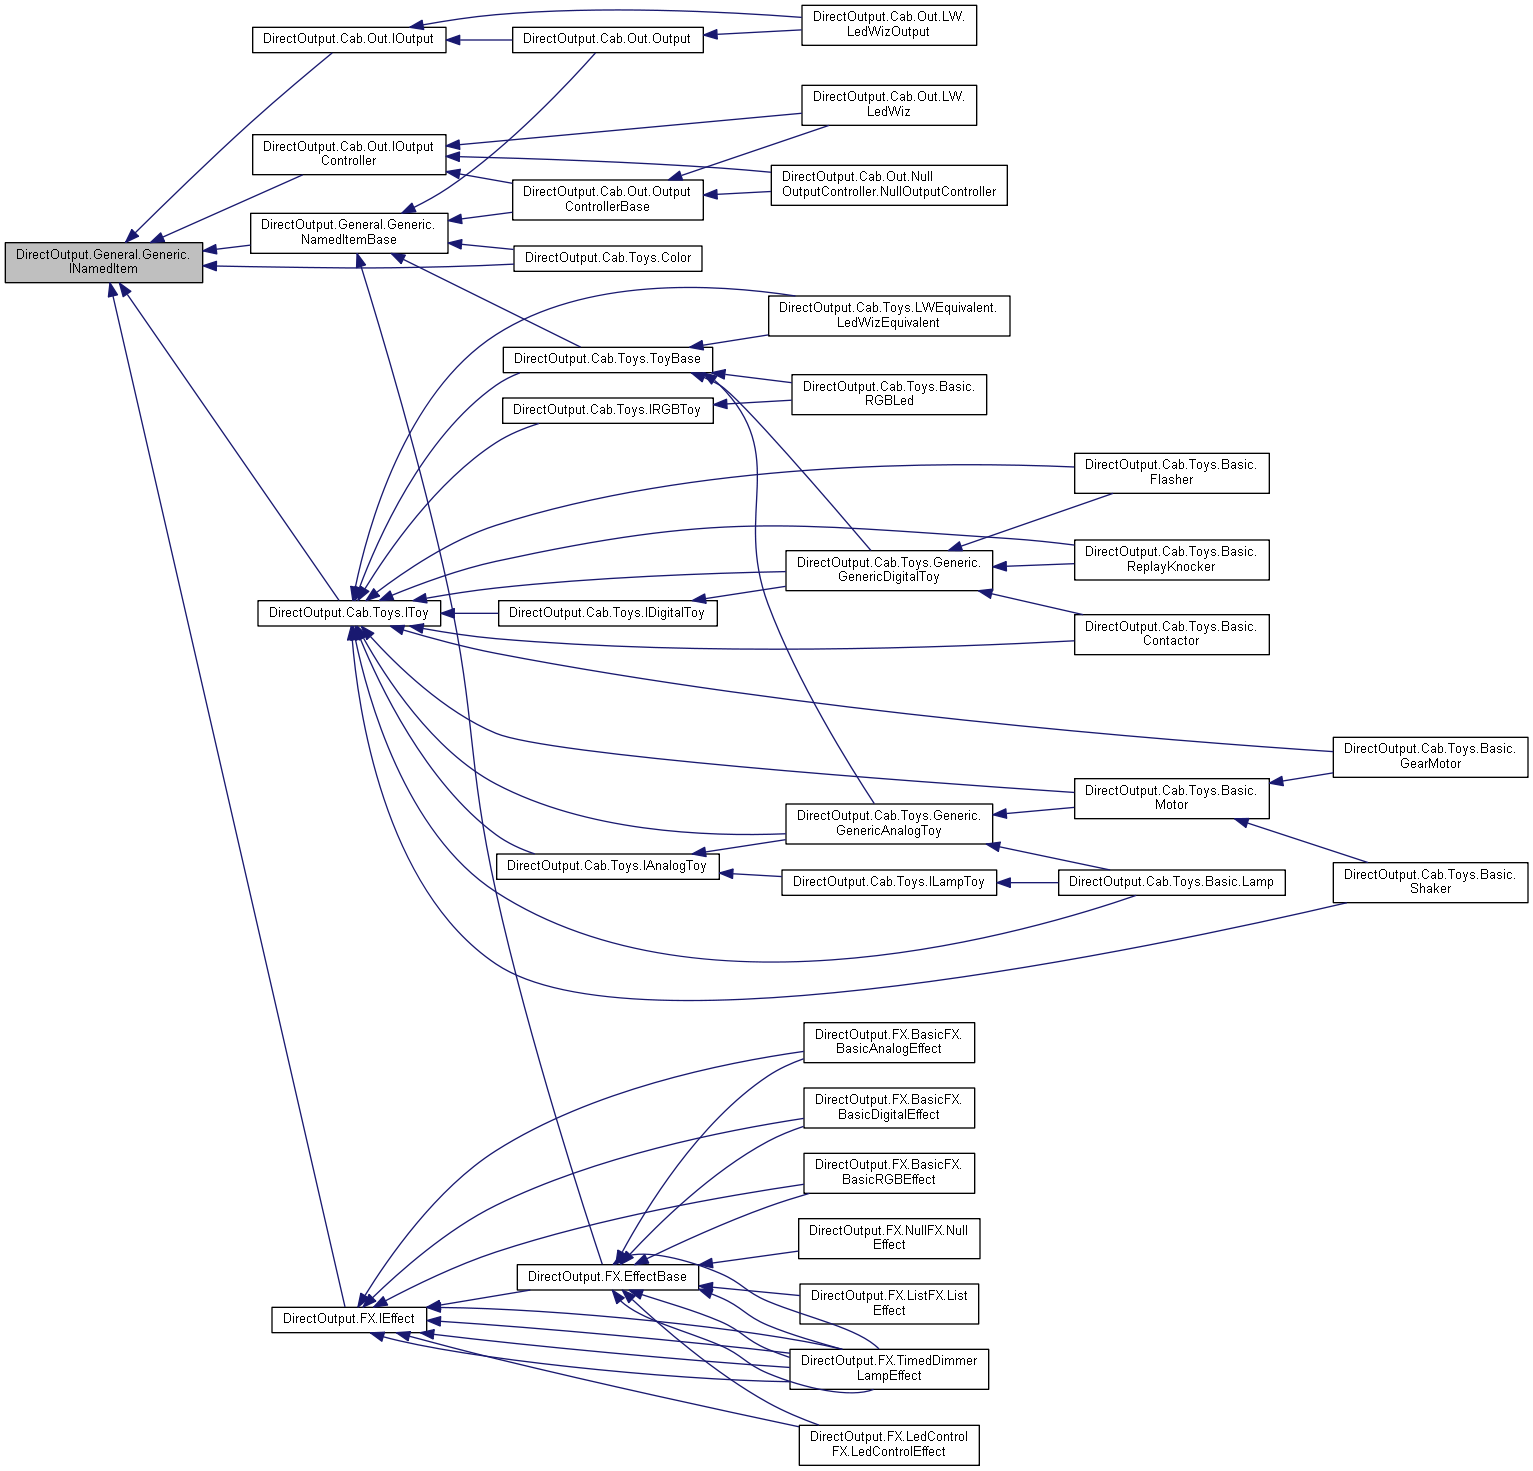 DirectOutput.Cab.Out.LW.
LedWizOutput
DirectOutput.Cab.Out.IOutput
DirectOutput.Cab.Out.Output
DirectOutput.Cab.Out.LW.
LedWiz
DirectOutput.Cab.Out.IOutput
Controller
DirectOutput.Cab.Out.Null
OutputController.NullOutputController
DirectOutput.Cab.Out.Output
ControllerBase
DirectOutput.General.Generic.
NamedItemBase
DirectOutput.General.Generic.
INamedItem
DirectOutput.Cab.Toys.Color
DirectOutput.Cab.Toys.LWEquivalent.
LedWizEquivalent
DirectOutput.Cab.Toys.ToyBase
DirectOutput.Cab.Toys.Basic.
RGBLed
DirectOutput.Cab.Toys.IRGBToy
DirectOutput.Cab.Toys.Basic.
Flasher
DirectOutput.Cab.Toys.Basic.
ReplayKnocker
DirectOutput.Cab.Toys.Generic.
GenericDigitalToy
DirectOutput.Cab.Toys.IToy
DirectOutput.Cab.Toys.IDigitalToy
DirectOutput.Cab.Toys.Basic.
Contactor
DirectOutput.Cab.Toys.Basic.
GearMotor
DirectOutput.Cab.Toys.Basic.
Motor
DirectOutput.Cab.Toys.Generic.
GenericAnalogToy
DirectOutput.Cab.Toys.IAnalogToy
DirectOutput.Cab.Toys.ILampToy
DirectOutput.Cab.Toys.Basic.Lamp
DirectOutput.Cab.Toys.Basic.
Shaker
DirectOutput.FX.BasicFX.
BasicAnalogEffect
DirectOutput.FX.BasicFX.
BasicDigitalEffect
DirectOutput.FX.BasicFX.
BasicRGBEffect
DirectOutput.FX.NullFX.Null
Effect
DirectOutput.FX.EffectBase
DirectOutput.FX.ListFX.List
Effect
DirectOutput.FX.IEffect
DirectOutput.FX.TimedDimmer
LampEffect
DirectOutput.FX.LedControl
FX.LedControlEffect